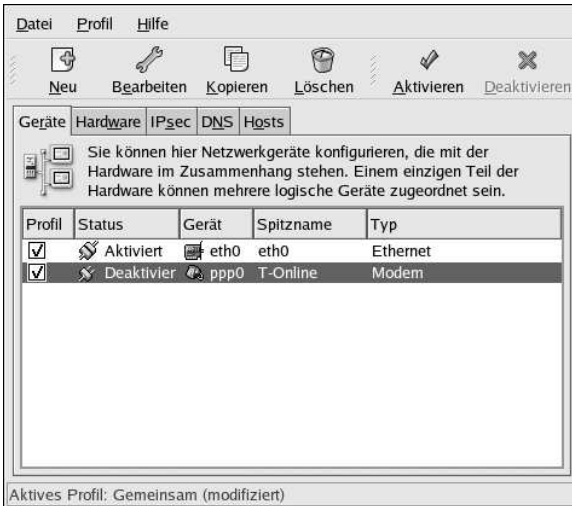 Datei Profil Hilfe
Neu Bearbeiten Kopieren Löschen Aktivieren Deaktivieren
Geräte Hardware IPsec DNS Hosts
Sie können hier Netzwerkgeräte konfigurieren, die mit der
Hardware im Zusammenhang stehen. Einem einzigen Teil der
Hardware können mehrere logische Geräte zugeordnet sein.
Profil Status Gerät Spitzname Typ
Aktiviert eth0 eth0 Ethernet
Deaktivier ppp0 T-Online Modem
Aktives Profil: Gemeinsam (modifiziert)